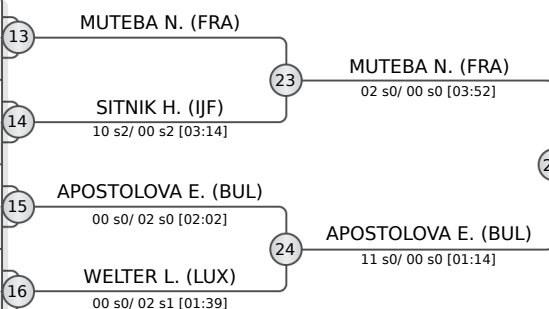 MUTEBA N. (FRA)
13
23
MUTEBA N. (FRA)
02 s0/ 00 s0 [03:52]
14
SITNIK H. (IJF)
10 s2/ 00 s2 [03:14]
15
APOSTOLOVA E. (BUL)
00 s0/ 02 s0 [02:02]
24
APOSTOLOVA E. (BUL)
11 s0/ 00 s0 [01:14]
16
WELTER L. (LUX)
00 s0/ 02 s1 [01:39]